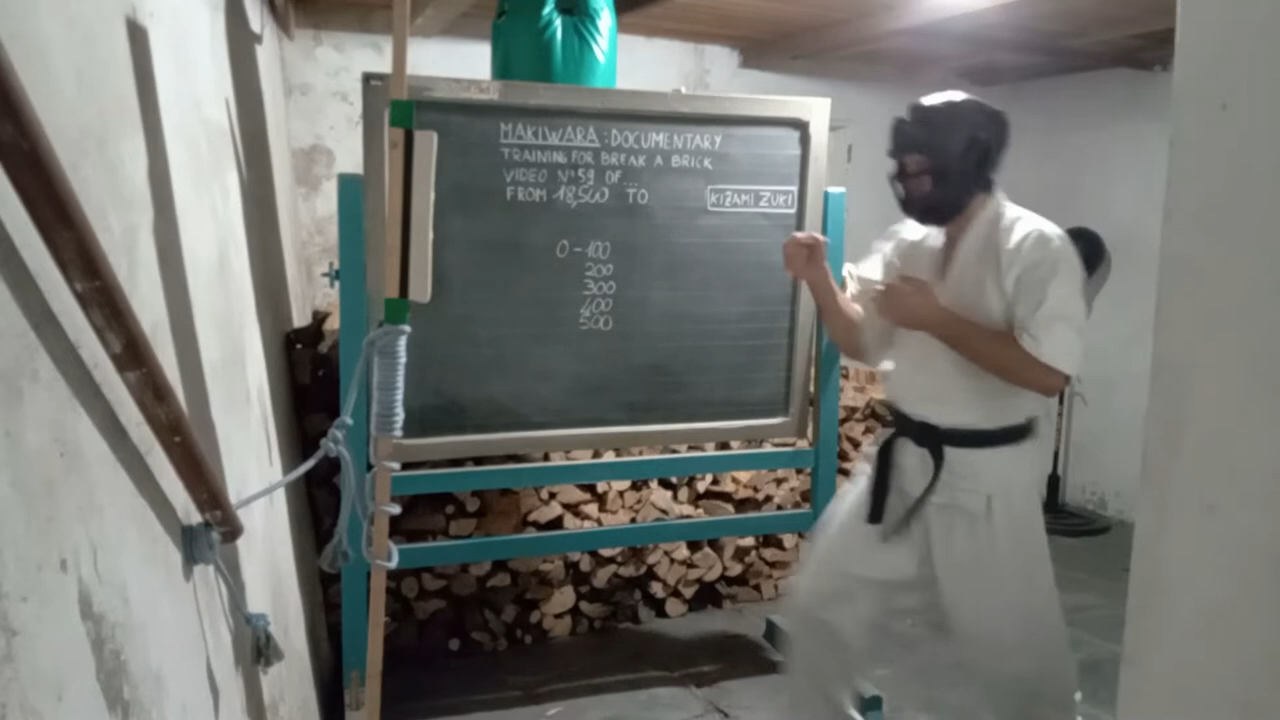 MAKIWARA: DOCUMENTARY
TRAINING FOR BREAK A BRICK
VIDEO N°59 OF...
FROM 18,500 TO
KIZAMI ZUKI
0-100
200
300
400
500